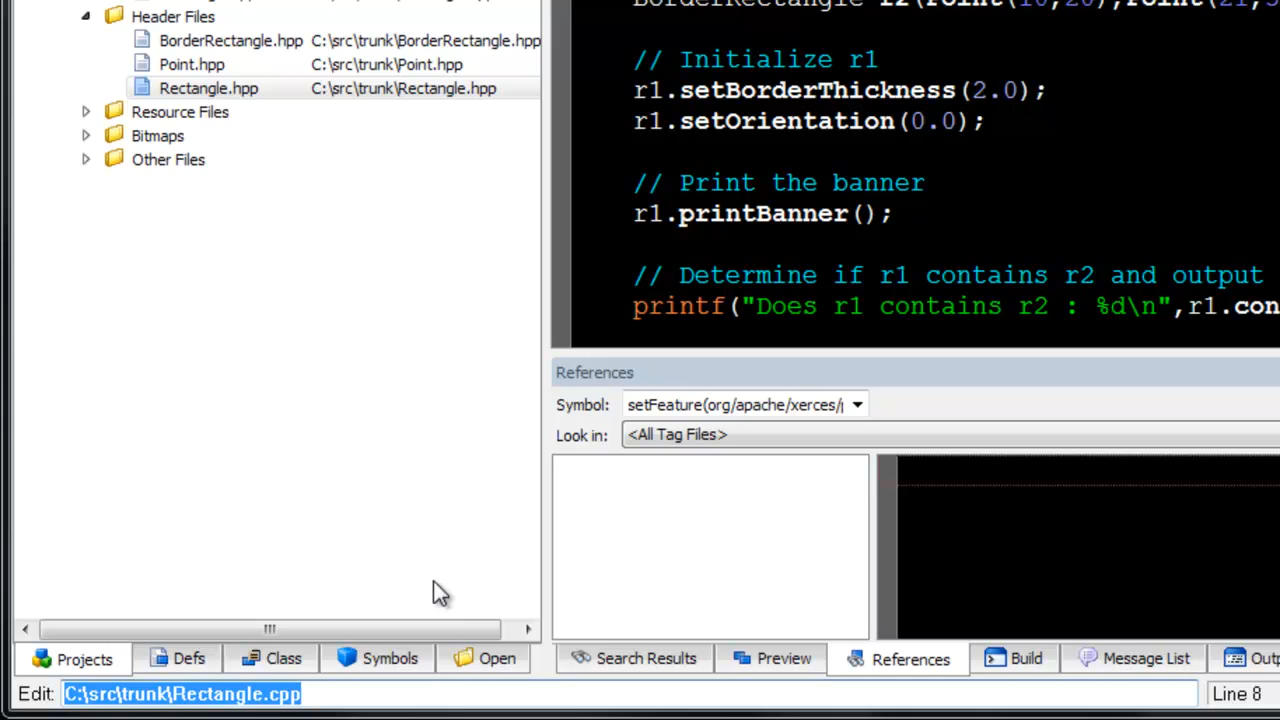 Header Files
BorderRectangle.hpp C:\src\trunk\BorderRectangle.hpp
Point.hpp C:\src\trunk\Point.hpp
Rectangle.hpp C:\src\trunk\Rectangle.hpp
Resource Files
Bitmaps
Other Files
// Initialize r1
r1.setBorderThickness(2.0);
r1.setOrientation(0.0);
// Print the banner
r1.printBanner();
// Determine if r1 contains r2 and output
printf("Does r1 contains r2 : %d\n",r1.con
References
Symbol: setFeature(org/apache/xerces/
Look in: <All Tag Files>
Projects Defs Class Symbols Open
Search Results Preview References Build Message List Outp
Edit: C:\src\trunk\Rectangle.cpp
Line 8